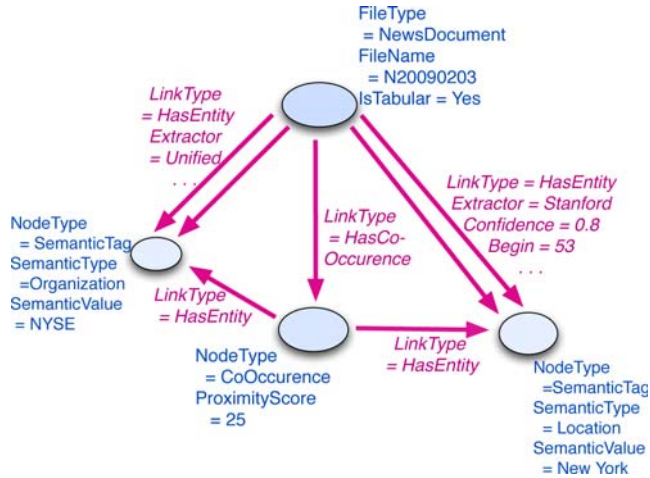 FileType
= NewsDocument
FileName
= N20090203
IsTabular = Yes
LinkType
= HasEntity
Extractor
= Unified
. . .
LinkType = HasEntity
Extractor = Stanford
Confidence = 0.8
Begin = 53
. . .
LinkType
= HasCo-
Occurence
NodeType
= SemanticTag
SemanticType
=Organization
SemanticValue
= NYSE
LinkType
= HasEntity
LinkType
= HasEntity
NodeType
= CoOccurence
ProximityScore
= 25
NodeType
=SemanticTag
SemanticType
= Location
SemanticValue
= New York